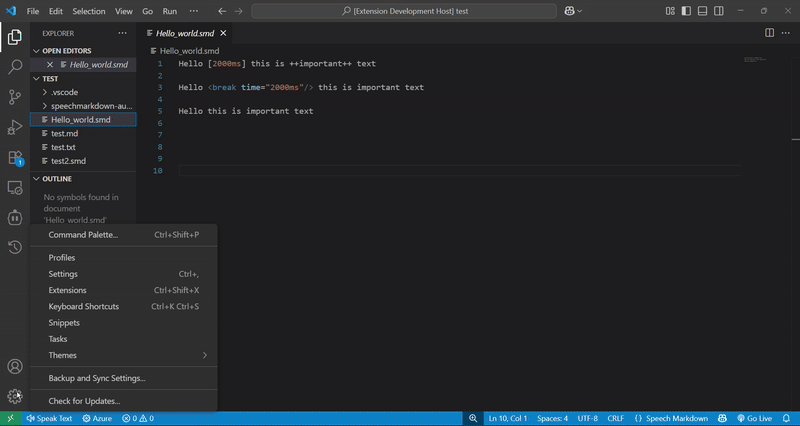 File Edit Selection View Go Run ··· [Extension Development Host] test
EXPLORER ···
OPEN EDITORS
Hello_world.smd
TEST
.vscode
speechmarkdown-au...
Hello_world.smd
test.md
test.txt
test2.smd
OUTLINE
No symbols found in
document
'Hello_world.smd'
Hello_world.smd
Hello_world.smd
1 Hello [2000ms] this is ++important++ text
2
3 Hello <break time="2000ms"/> this is important text
4
5 Hello this is important text
6
7
8
9
10
1
Command Palette... Ctrl+Shift+P
Profiles
Settings Ctrl+,
Extensions Ctrl+Shift+X
Keyboard Shortcuts Ctrl+K Ctrl+S
Snippets
Tasks
Themes
Backup and Sync Settings...
Check for Updates...
Speak Text Azure 0 0 Ln 10, Col 1 Spaces: 4 UTF-8 CRLF {} Speech Markdown Go Live